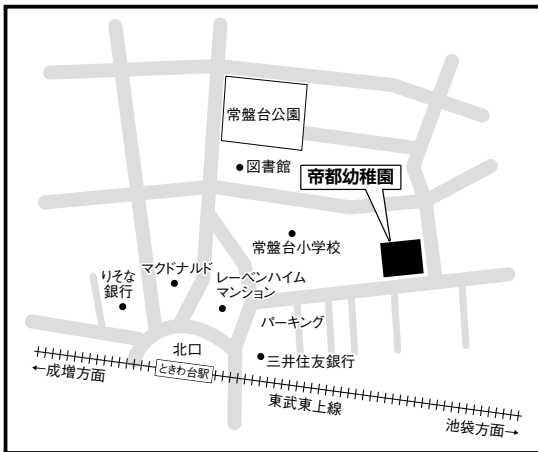 常盤台公園
図書館
帝都幼稚園
常盤台小学校
マクドナルド
レーベンハイム
マンション
りそな
銀行
パーキング
北口
三井住友銀行
ときわ台駅
←成増方面
東武東上線
池袋方面→